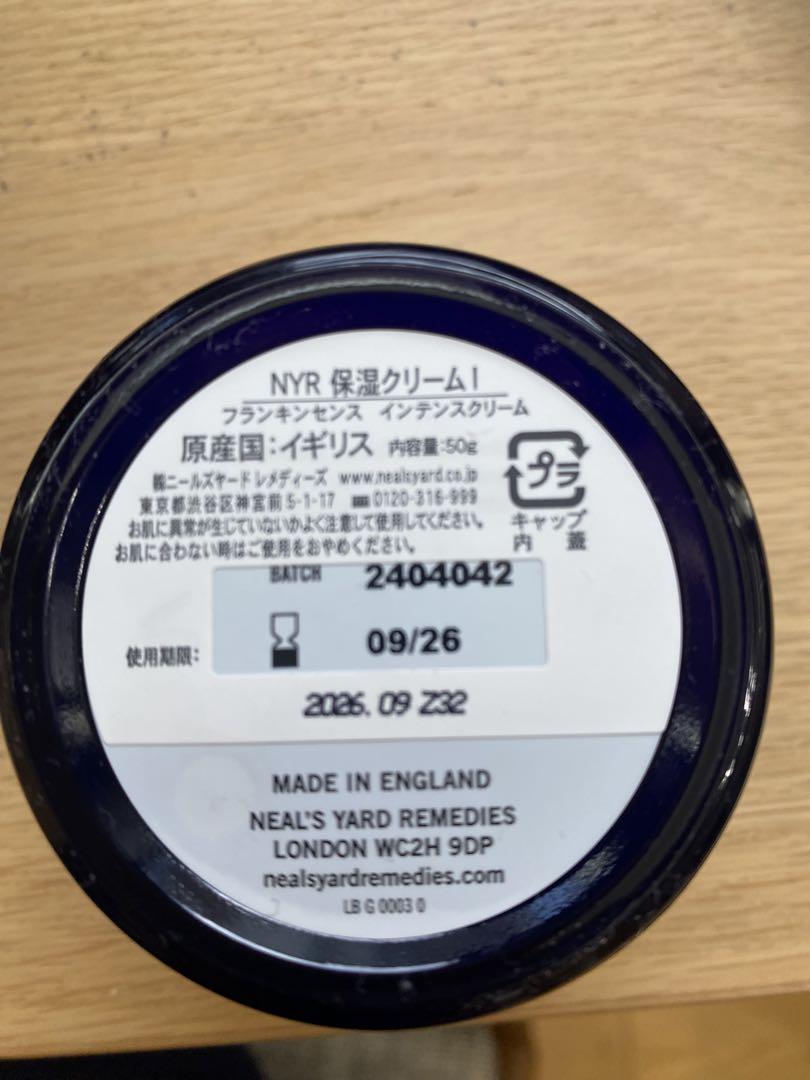 NYR 保湿クリームI
フランキンセンス インテンスクリーム
原産国:イギリス 内容量:50g
㈱ニールズヤード レメディーズ www.nealsyard.co.jp
東京都渋谷区神宮前5-1-17 0120-316-999
お肌に異常が生じていないかよく注意して使用してください。
お肌に合わない時はご使用をおやめください。
プラ
キャップ
内 蓋
BATCH 2404042
使用期限: 09/26
2026.09 Z32
MADE IN ENGLAND
NEAL'S YARD REMEDIES
LONDON WC2H 9DP
nealsyardremedies.com
LB G 0003 0